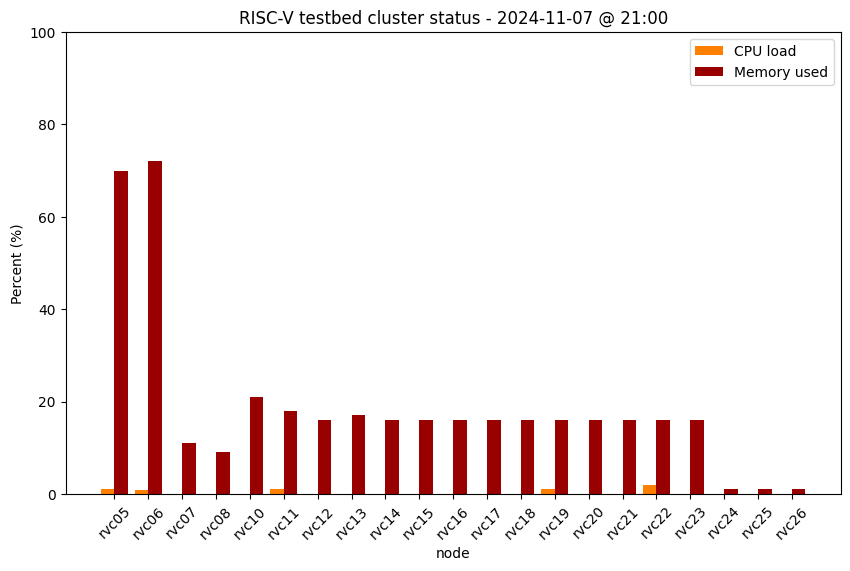 RISC-V testbed cluster status - 2024-11-07 @ 21:00
CPU load
Memory used
Percent (%)
100
80
60
40
20
0
rvc05 rvc06 rvc07 rvc08 rvc10 rvc11 rvc12 rvc13 rvc14 rvc15 rvc16 rvc17 rvc18 rvc19 rvc20 rvc21 rvc22 rvc23 rvc24 rvc25 rvc26
node